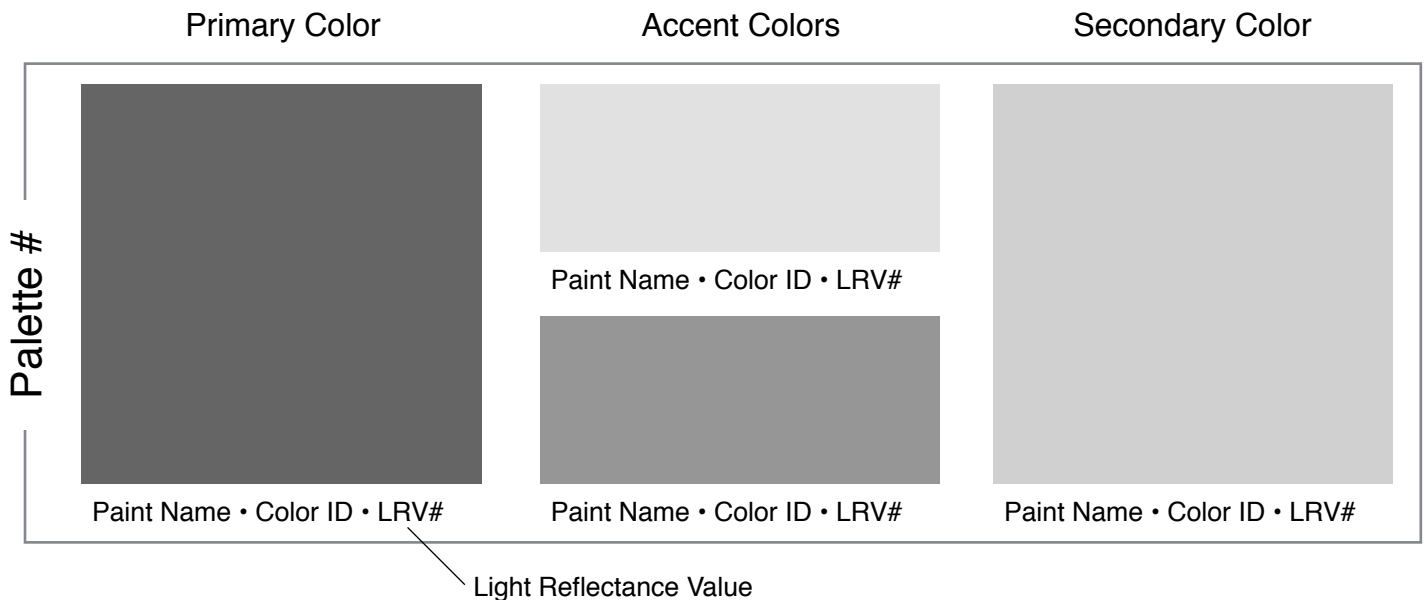 Primary Color
Accent Colors
Secondary Color
Palette #
Paint Name • Color ID • LRV#
Paint Name • Color ID • LRV#
Paint Name • Color ID • LRV#
Paint Name • Color ID • LRV#
Light Reflectance Value